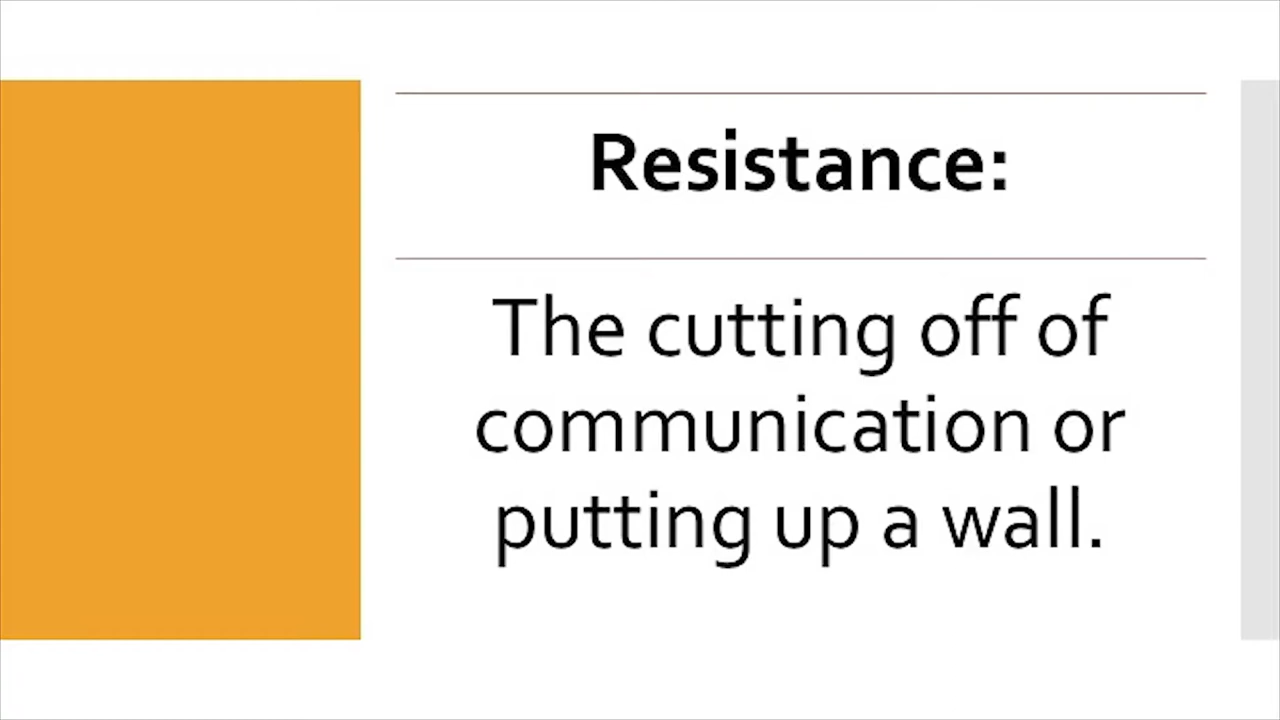 Resistance:
The cutting off of
communication or
putting up a wall.